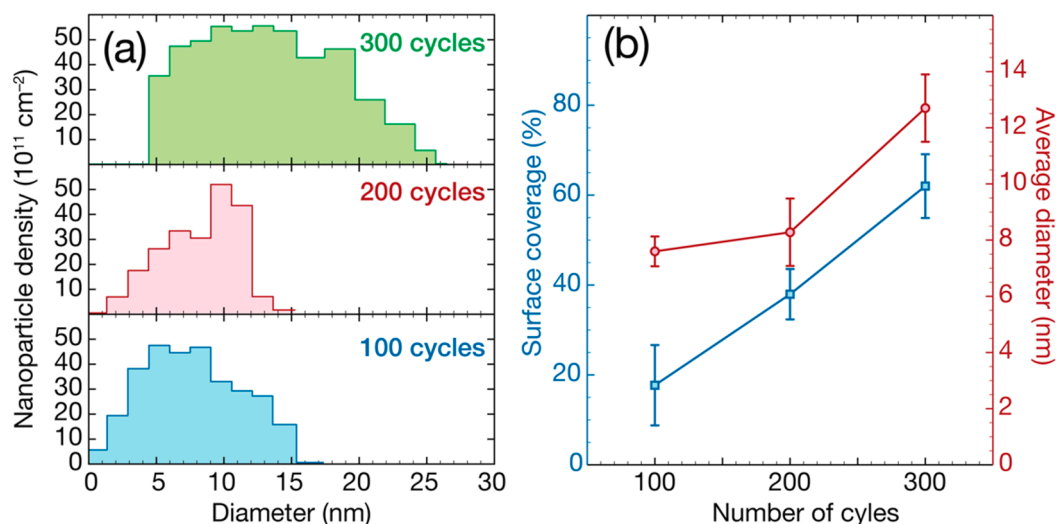 (a)
300 cycles
50
40
30
20
10
200 cycles
50
40
30
20
10
100 cycles
50
40
30
20
10
0
0 5 10 15 20 25 30
Diameter (nm)
Nanoparticle density (10¹¹ cm⁻²)
(b)
80
60
40
20
0
Surface coverage (%)
14
12
10
8
6
4
2
0
Average diameter (nm)
100 200 300
Number of cyles